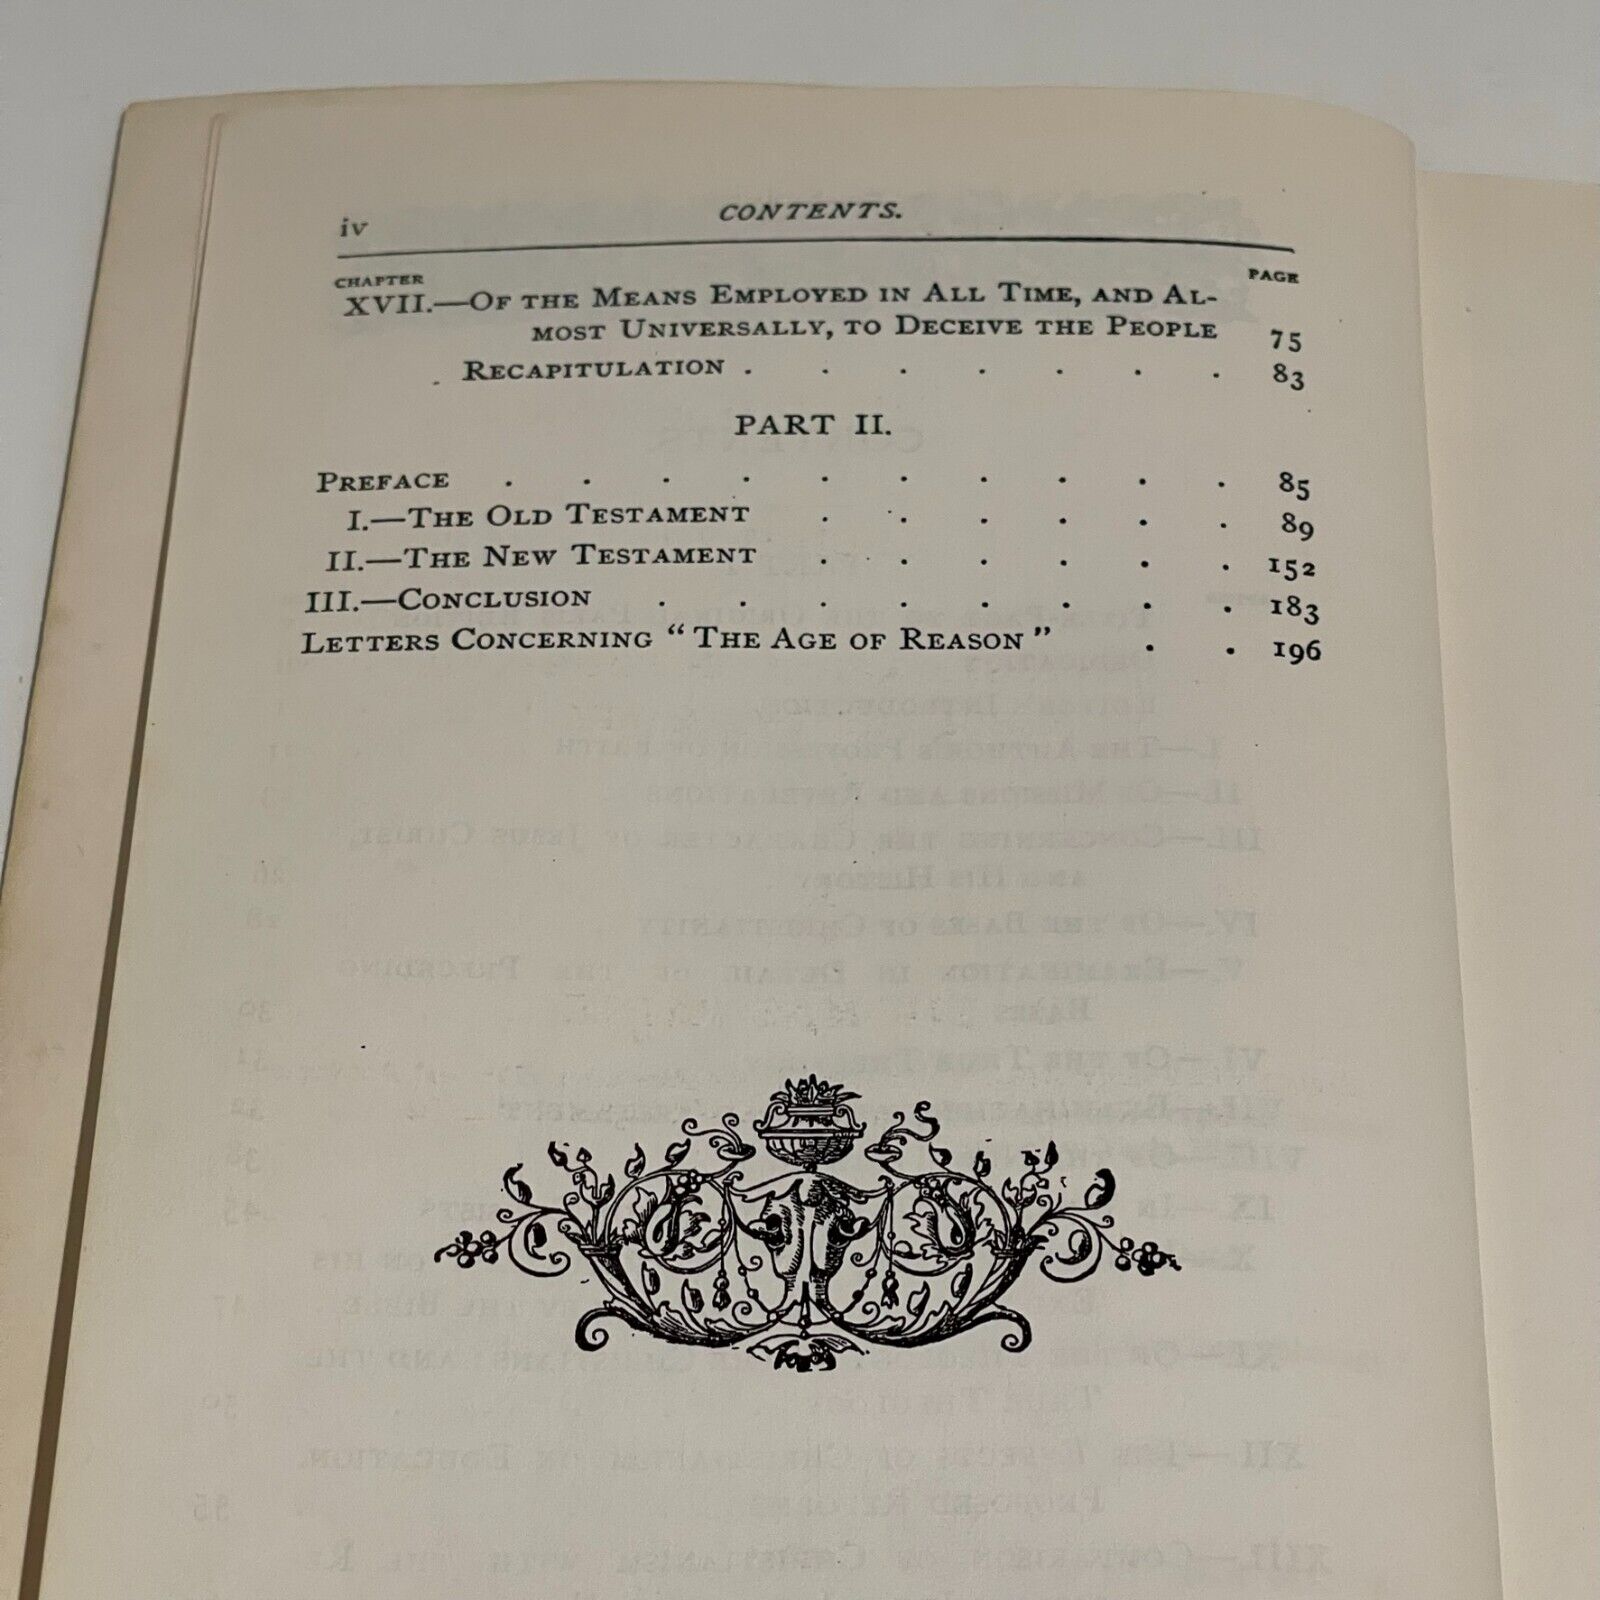 iv CONTENTS.
CHAPTER PAGE
XVII.—OF THE MEANS EMPLOYED IN ALL TIME, AND AL-
MOST UNIVERSALLY, TO DECEIVE THE PEOPLE 75
RECAPITULATION . . . . . . . 83
PART II.
PREFACE . . . . . . . . . . 85
I.—THE OLD TESTAMENT . . . . . . 89
II.—THE NEW TESTAMENT . . . . . . 152
III.—CONCLUSION . . . . . . . . 183
LETTERS CONCERNING “THE AGE OF REASON” . . 196